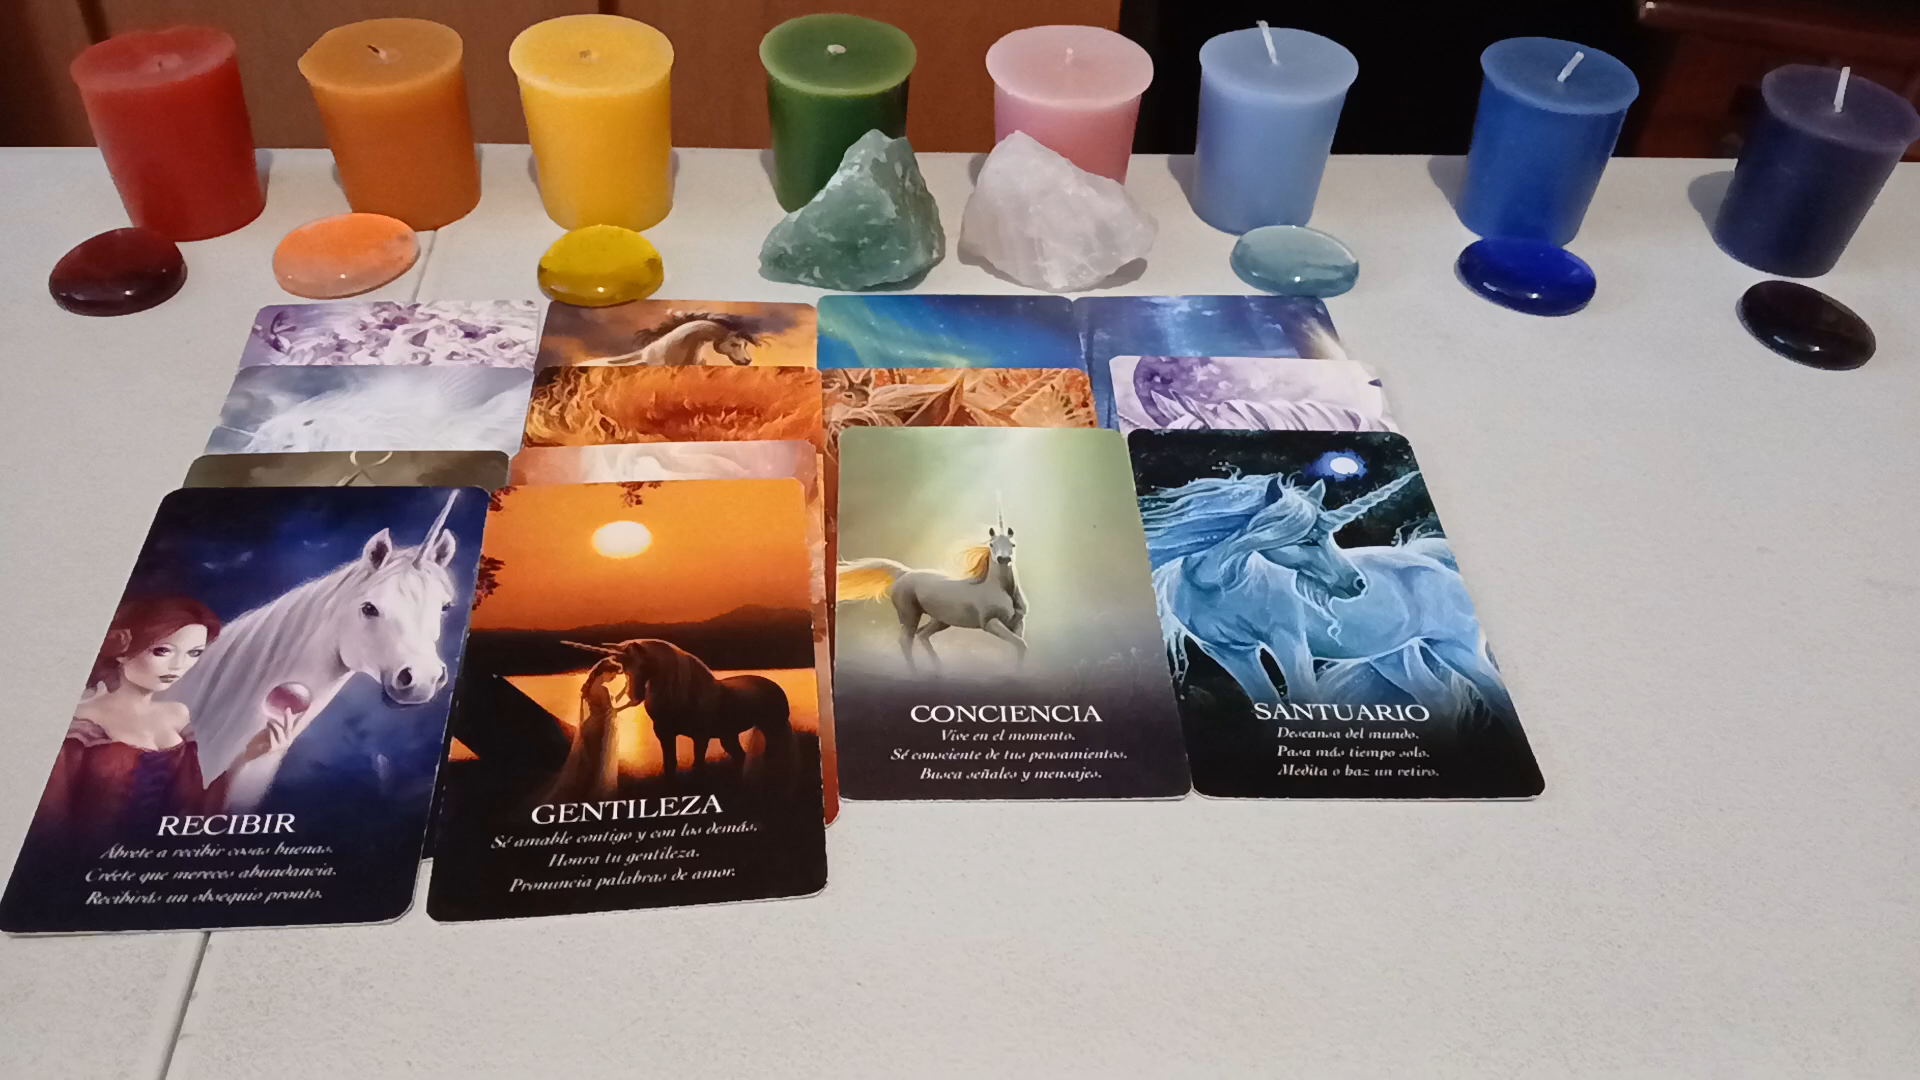 RECIBIR
Ábrete a recibir cosas buenas.
Créete que mereces abundancia.
Recibirás un obsequio pronto.
GENTILEZA
Sé amable contigo y con los demás.
Honra tu gentileza.
Pronuncia palabras de amor.
CONCIENCIA
Vive en el momento.
Sé consciente de tus pensamientos.
Busca señales y mensajes.
SANTUARIO
Descansa del mundo.
Pasa más tiempo solo.
Medita o haz un retiro.